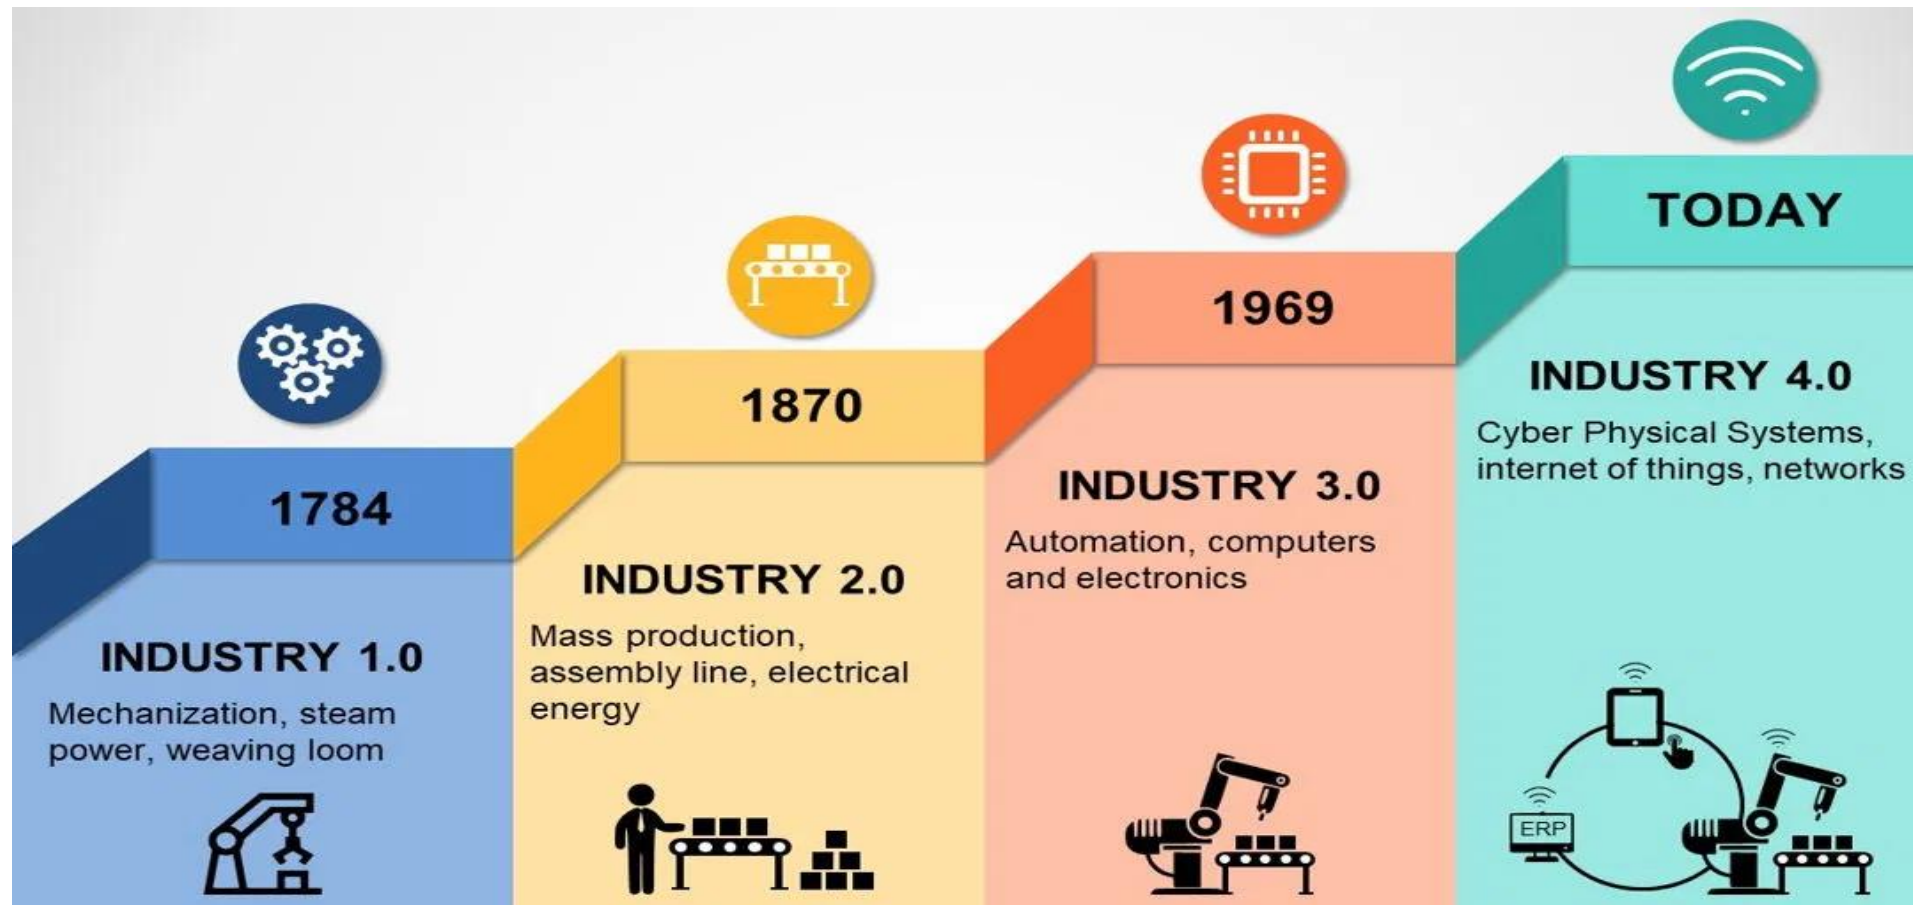 1784
INDUSTRY 1.0
Mechanization, steam
power, weaving loom
1870
INDUSTRY 2.0
Mass production,
assembly line, electrical
energy
1969
INDUSTRY 3.0
Automation, computers
and electronics
TODAY
INDUSTRY 4.0
Cyber Physical Systems,
internet of things, networks
ERP